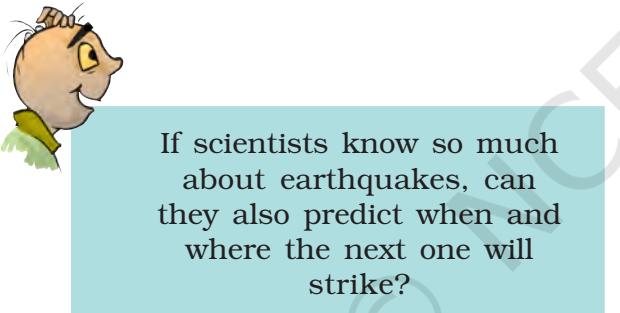 If scientists know so much
about earthquakes, can
they also predict when and
where the next one will
strike?
© NCE